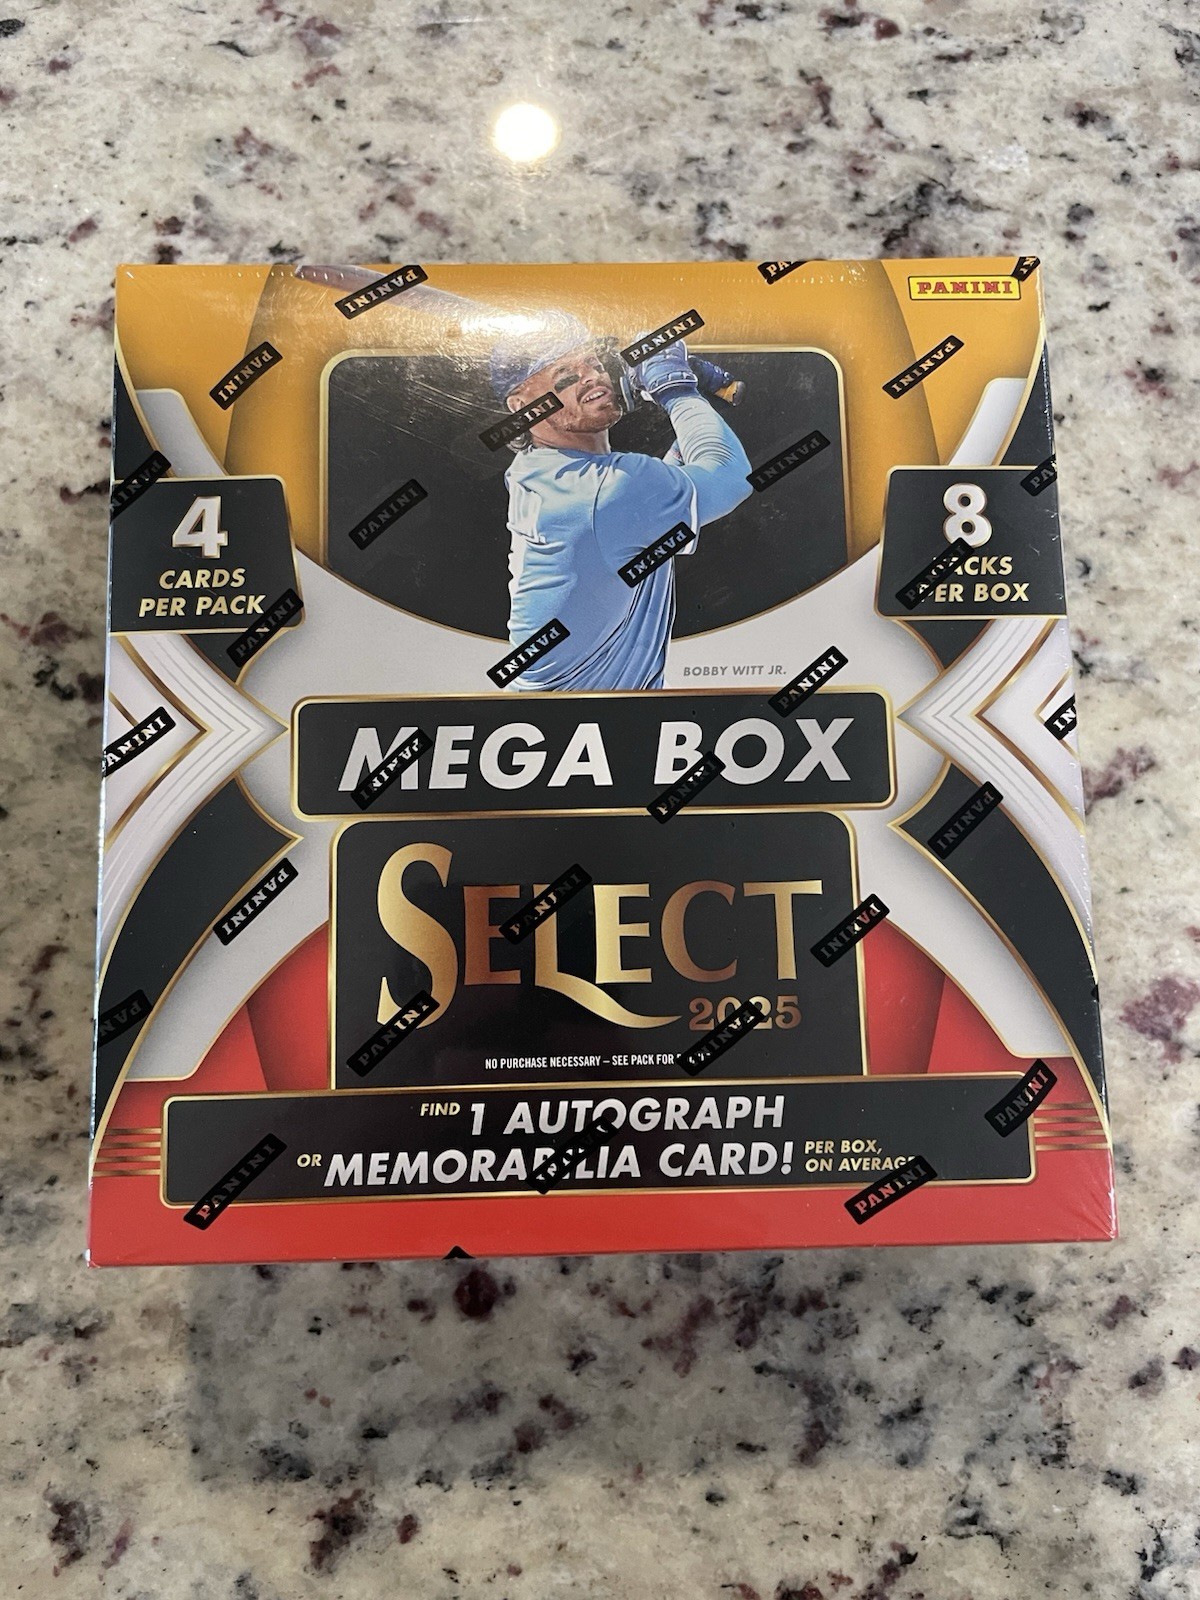 PANINI
4
CARDS
PER PACK
8
PACKS
PER BOX
BOBBY WITT JR.
MEGA BOX
SELECT
2025
NO PURCHASE NECESSARY – SEE PACK FOR
FIND 1 AUTOGRAPH
OR MEMORABILIA CARD! PER BOX,
ON AVERAGE